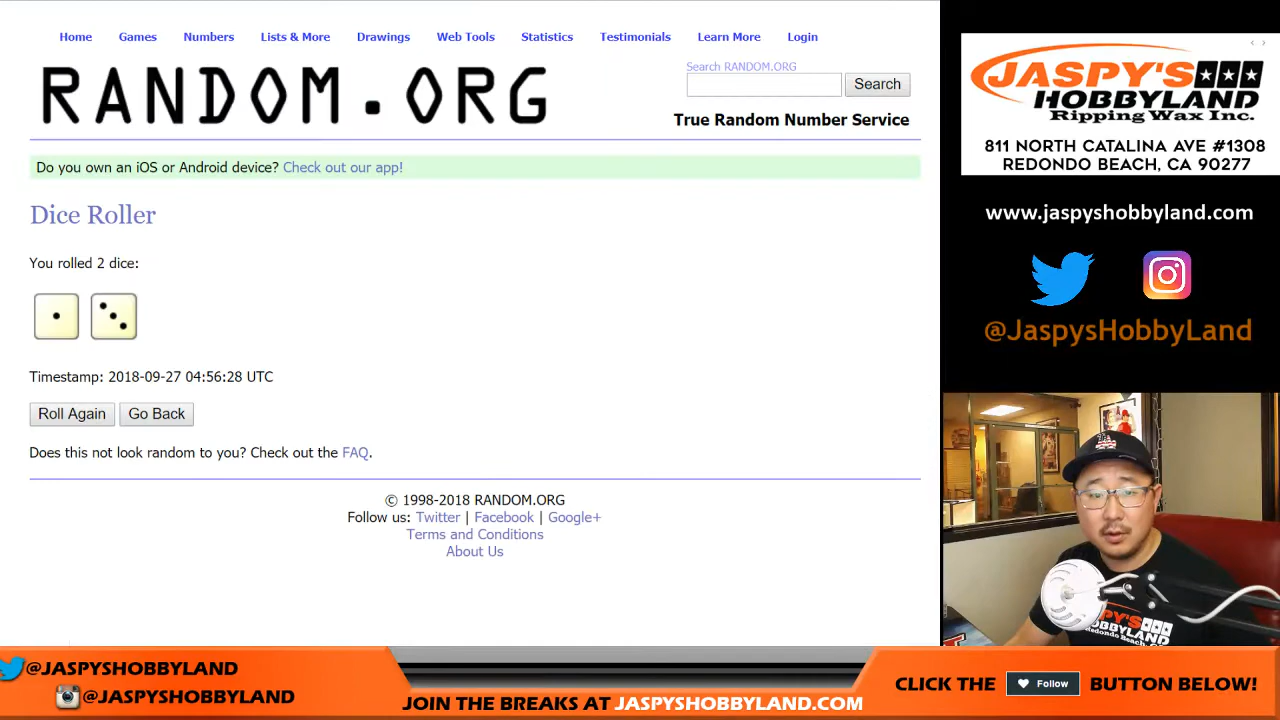 Home Games Numbers Lists & More Drawings Web Tools Statistics Testimonials Learn More Login
RANDOM.ORG
Search RANDOM.ORG
Search
True Random Number Service
Do you own an iOS or Android device? Check out our app!
Dice Roller
You rolled 2 dice:
Timestamp: 2018-09-27 04:56:28 UTC
Roll Again Go Back
Does this not look random to you? Check out the FAQ.
© 1998-2018 RANDOM.ORG
Follow us: Twitter | Facebook | Google+
Terms and Conditions
About Us
JASPY'S
HOBBYLAND
Ripping Wax Inc.
811 NORTH CATALINA AVE #1308
REDONDO BEACH, CA 90277
www.jaspyshobbyland.com
@JaspysHobbyLand
JASPY'S
HOBBYLAND
Redondo Beach, CA
@JASPYSHOBBYLAND
@JASPYSHOBBYLAND
JOIN THE BREAKS AT JASPYSHOBBYLAND.COM
CLICK THE Follow BUTTON BELOW!